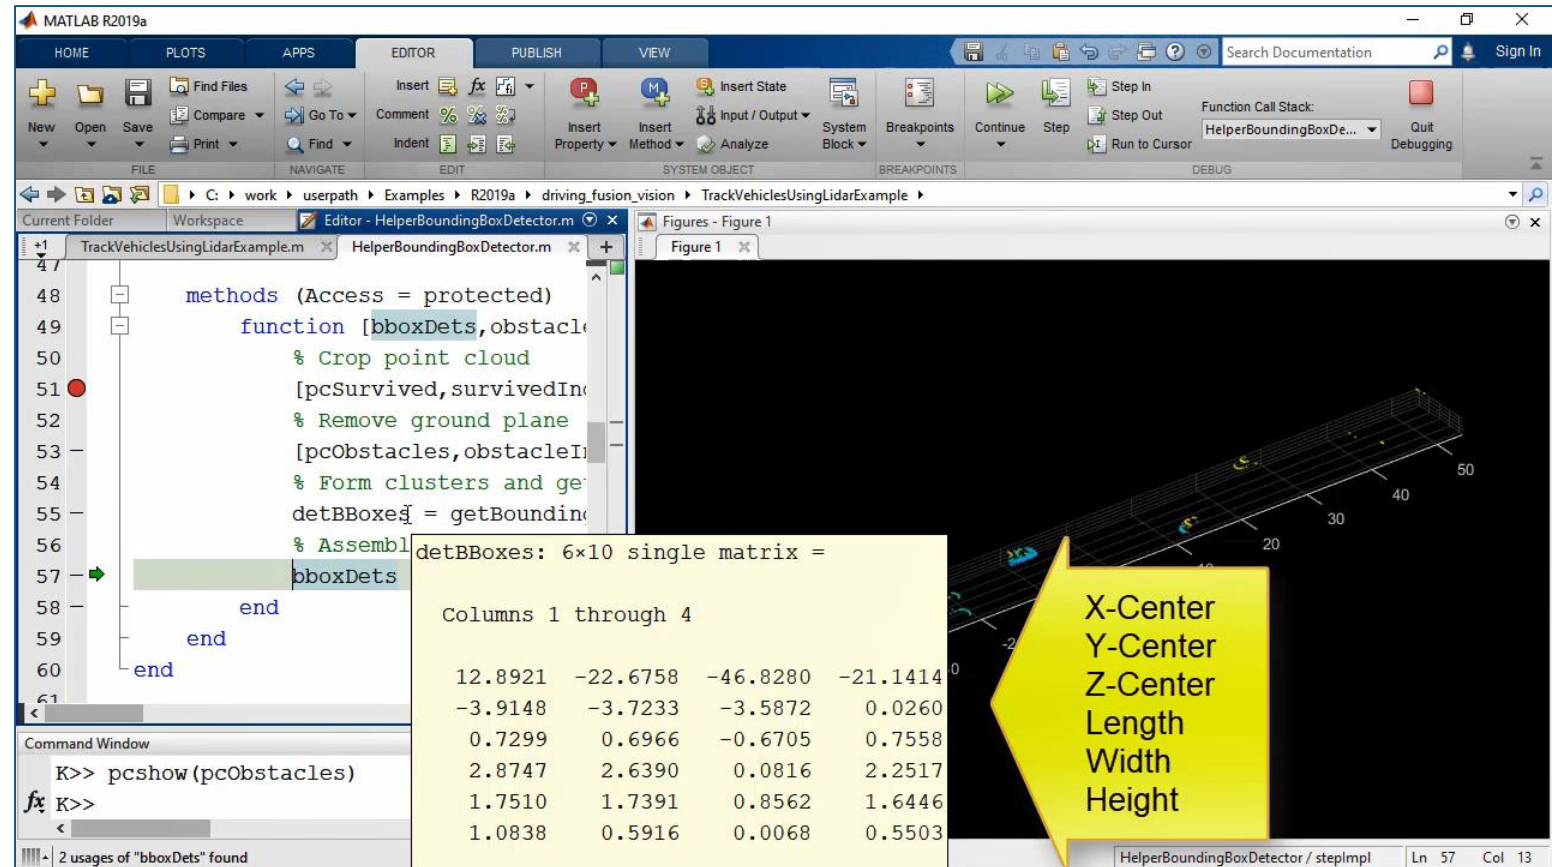 MATLAB R2019a
HOME PLOTS APPS EDITOR PUBLISH VIEW Search Documentation Sign In
New Open Save Find Files Compare Print
FILE
Go To Find
NAVIGATE
Insert fx Comment Indent
EDIT
Insert Property Insert Method Insert State Input / Output Analyze System Block
SYSTEM OBJECT
Breakpoints
BREAKPOINTS
Continue Step Step In Step Out Run to Cursor Function Call Stack: HelperBoundingBoxDe... Quit Debugging
DEBUG
C: work userpath Examples R2019a driving_fusion_vision TrackVehiclesUsingLidarExample
Current Folder Workspace Editor - HelperBoundingBoxDetector.m Figures - Figure 1
+1 TrackVehiclesUsingLidarExample.m HelperBoundingBoxDetector.m + Figure 1
47
48 methods (Access = protected)
49 function [bboxDets,obstacle
50 % Crop point cloud
51 [pcSurvived,survivedInd
52 % Remove ground plane
53 [pcObstacles,obstacleIn
54 % Form clusters and get
55 detBBoxes = getBounding
56 % Assembl
57 bboxDets
58 end
59 end
60 end
61
50
40
30
20
detBBoxes: 6×10 single matrix =
Columns 1 through 4
12.8921 -22.6758 -46.8280 -21.1414
-3.9148 -3.7233 -3.5872 0.0260
0.7299 0.6966 -0.6705 0.7558
2.8747 2.6390 0.0816 2.2517
1.7510 1.7391 0.8562 1.6446
1.0838 0.5916 0.0068 0.5503
X-Center
Y-Center
Z-Center
Length
Width
Height
Command Window
K>> pcshow(pcObstacles)
fx K>>
2 usages of "bboxDets" found HelperBoundingBoxDetector / stepImpl Ln 57 Col 13